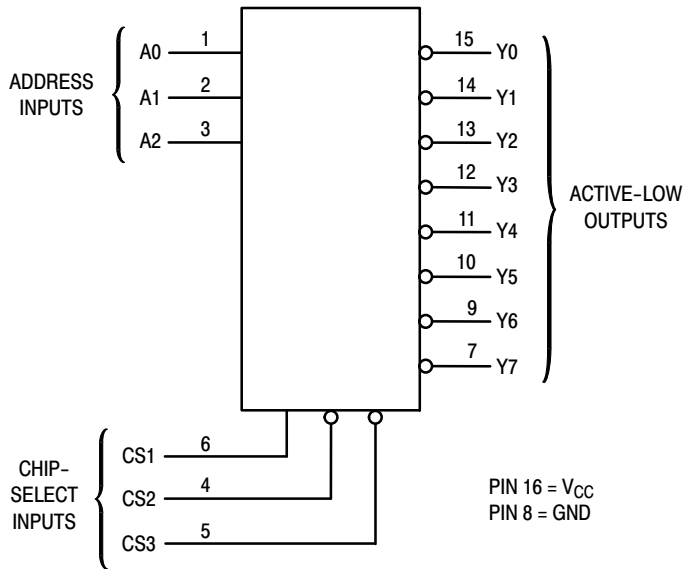 ADDRESS
INPUTS
A0 1
A1 2
A2 3
15 Y0
14 Y1
13 Y2
12 Y3
11 Y4
10 Y5
9 Y6
7 Y7
ACTIVE-LOW
OUTPUTS
CHIP-
SELECT
INPUTS
CS1 6
CS2 4
CS3 5
PIN 16 = VCC
PIN 8 = GND